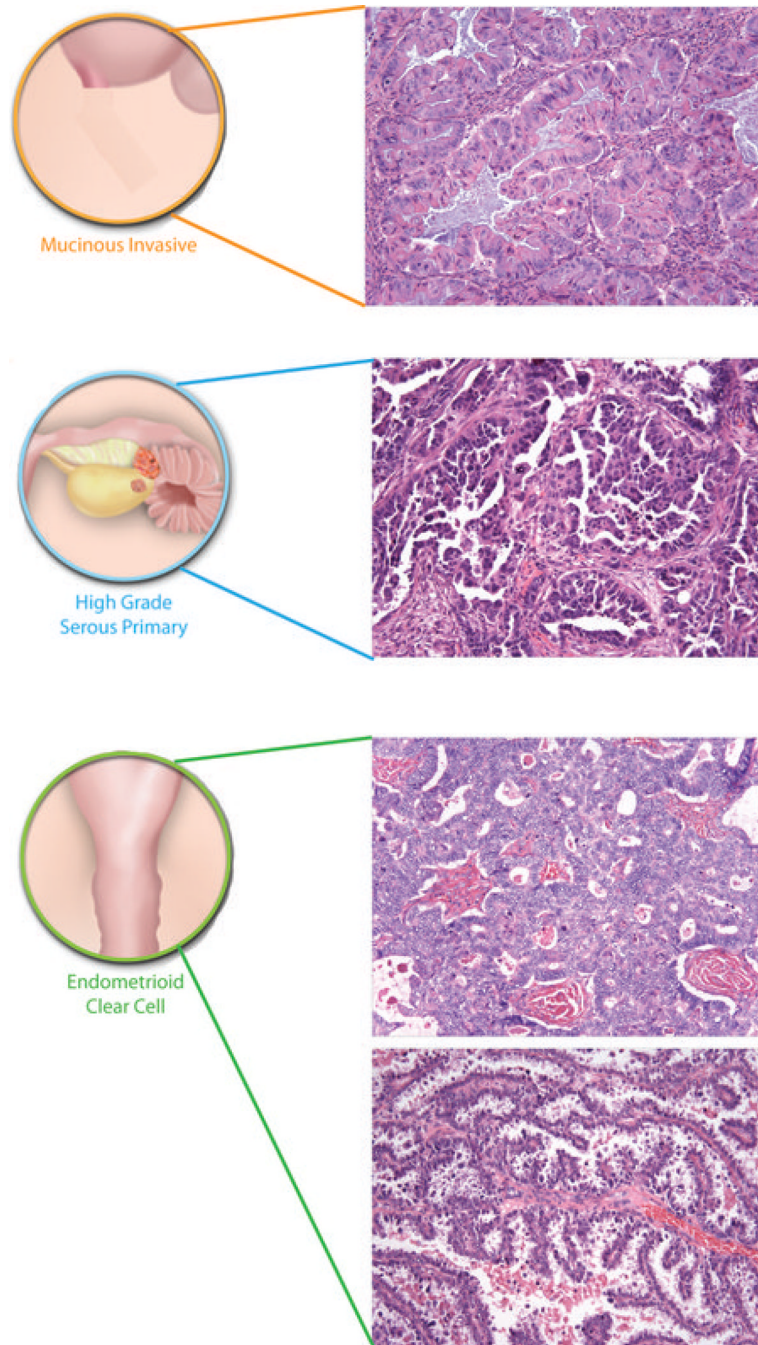 Mucinous Invasive
High Grade
Serous Primary
Endometrioid
Clear Cell